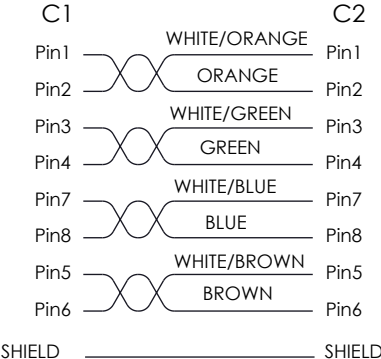 C1 C2
WHITE/ORANGE
Pin1 Pin1
ORANGE
Pin2 Pin2
WHITE/GREEN
Pin3 Pin3
GREEN
Pin4 Pin4
WHITE/BLUE
Pin7 Pin7
BLUE
Pin8 Pin8
WHITE/BROWN
Pin5 Pin5
BROWN
Pin6 Pin6
SHIELD SHIELD